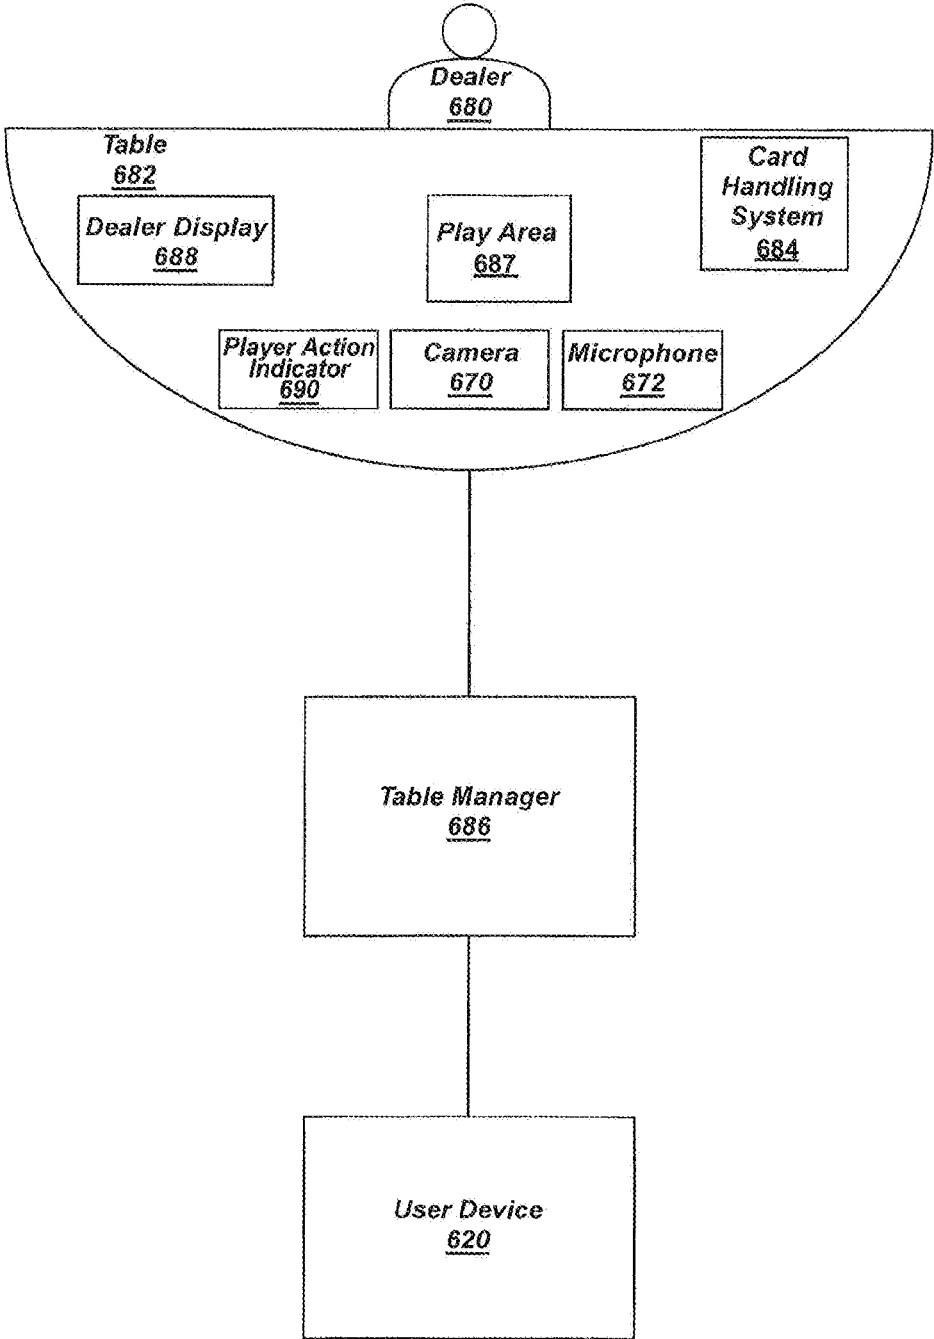 Dealer
680
Table
682
Dealer Display
688
Play Area
687
Card
Handling
System
684
Player Action
Indicator
690
Camera
670
Microphone
672
Table Manager
686
User Device
620